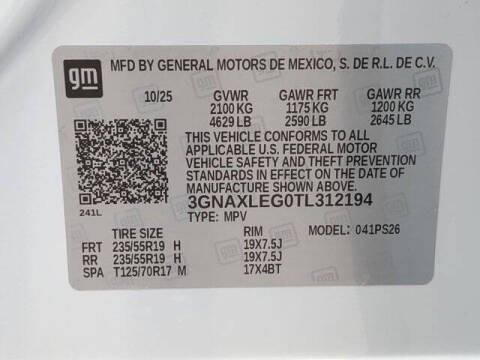 gm
MFD BY GENERAL MOTORS DE MEXICO, S. DE R.L. DE C.V.
10/25 GVWR GAWR FRT GAWR RR
2100 KG 1175 KG 1200 KG
4629 LB 2590 LB 2645 LB
THIS VEHICLE CONFORMS TO ALL
APPLICABLE U.S. FEDERAL MOTOR
VEHICLE SAFETY AND THEFT PREVENTION
STANDARDS IN EFFECT ON THE DATE OF
MANUFACTURE SHOWN ABOVE.
3GNAXLEG0TL312194
241L
TYPE: MPV
TIRE SIZE RIM MODEL: 041PS26
FRT 235/55R19 H 19X7.5J
RR 235/55R19 H 19X7.5J
SPA T125/70R17 M 17X4BT